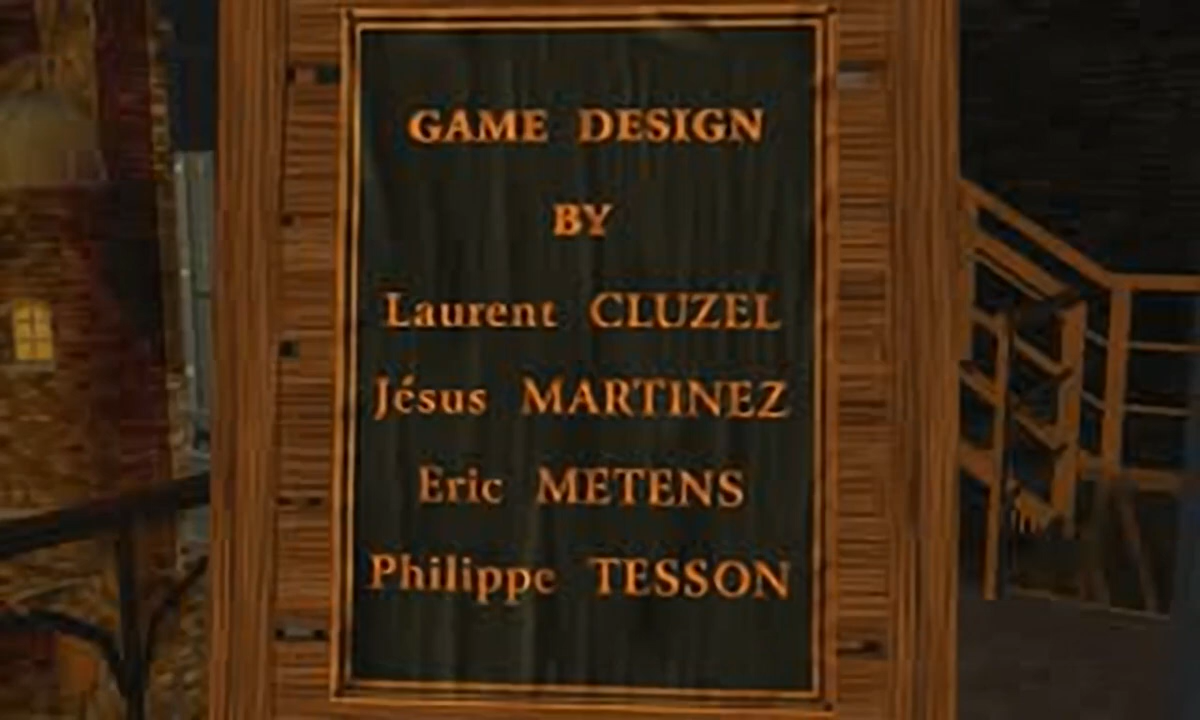 GAME DESIGN
BY
Laurent CLUZEL
Jésus MARTINEZ
Eric METENS
Philippe TESSON